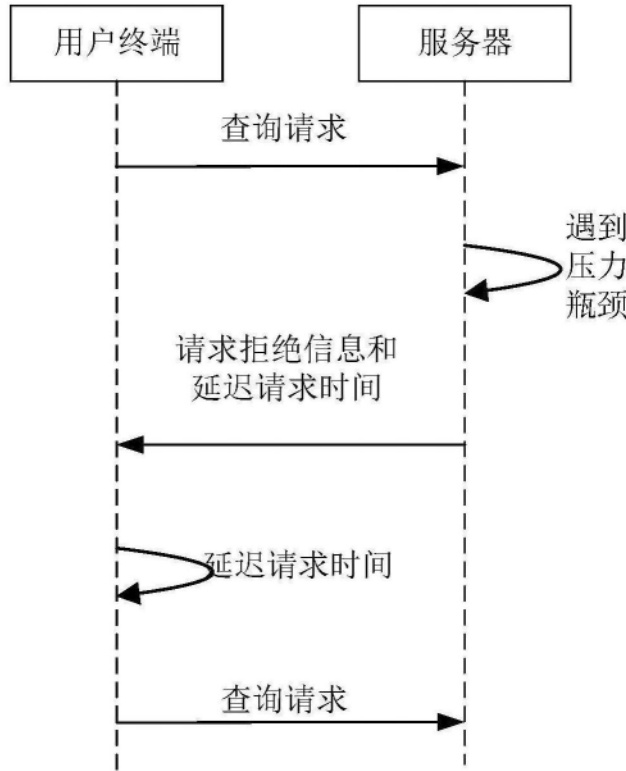 用户终端
服务器
查询请求
遇到
压力
瓶颈
请求拒绝信息和
延迟请求时间
延迟请求时间
查询请求